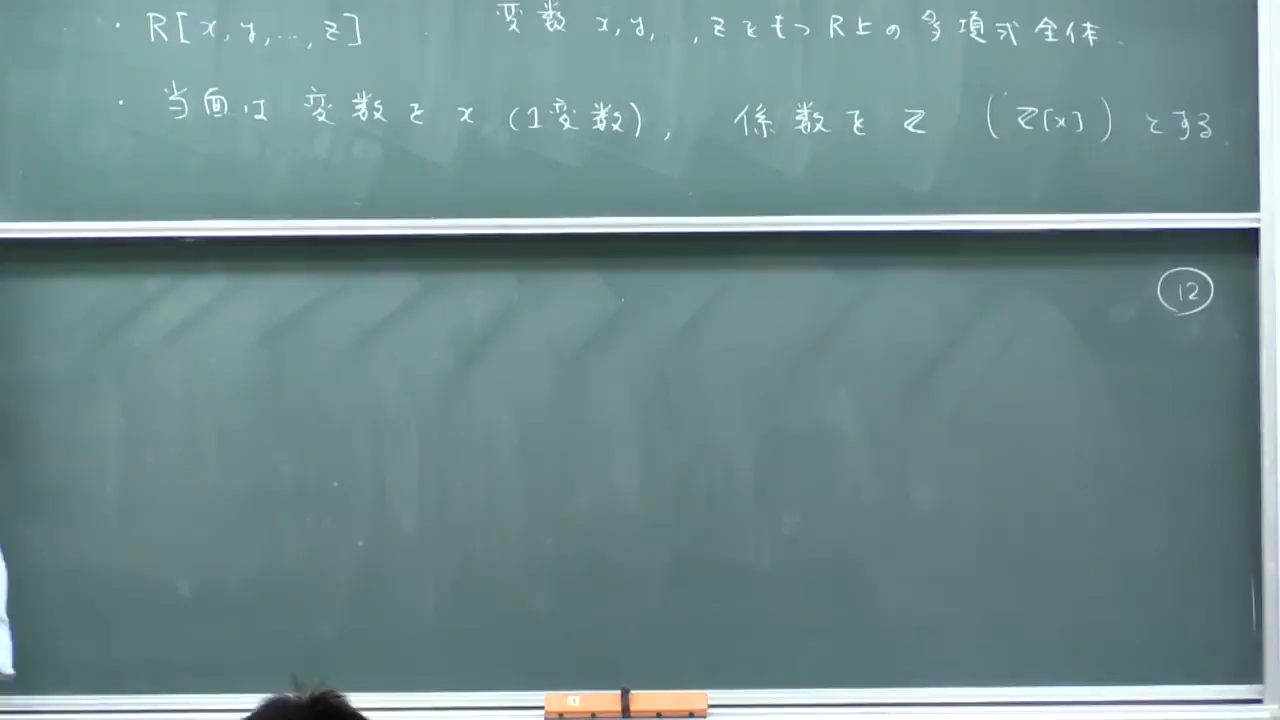 ・R[x,y,…,z] 変数 x,y, ,z をもつ R上の多項式全体.
・当面は 変数を x (1変数), 係数を Z (Z[x]) とする.
12